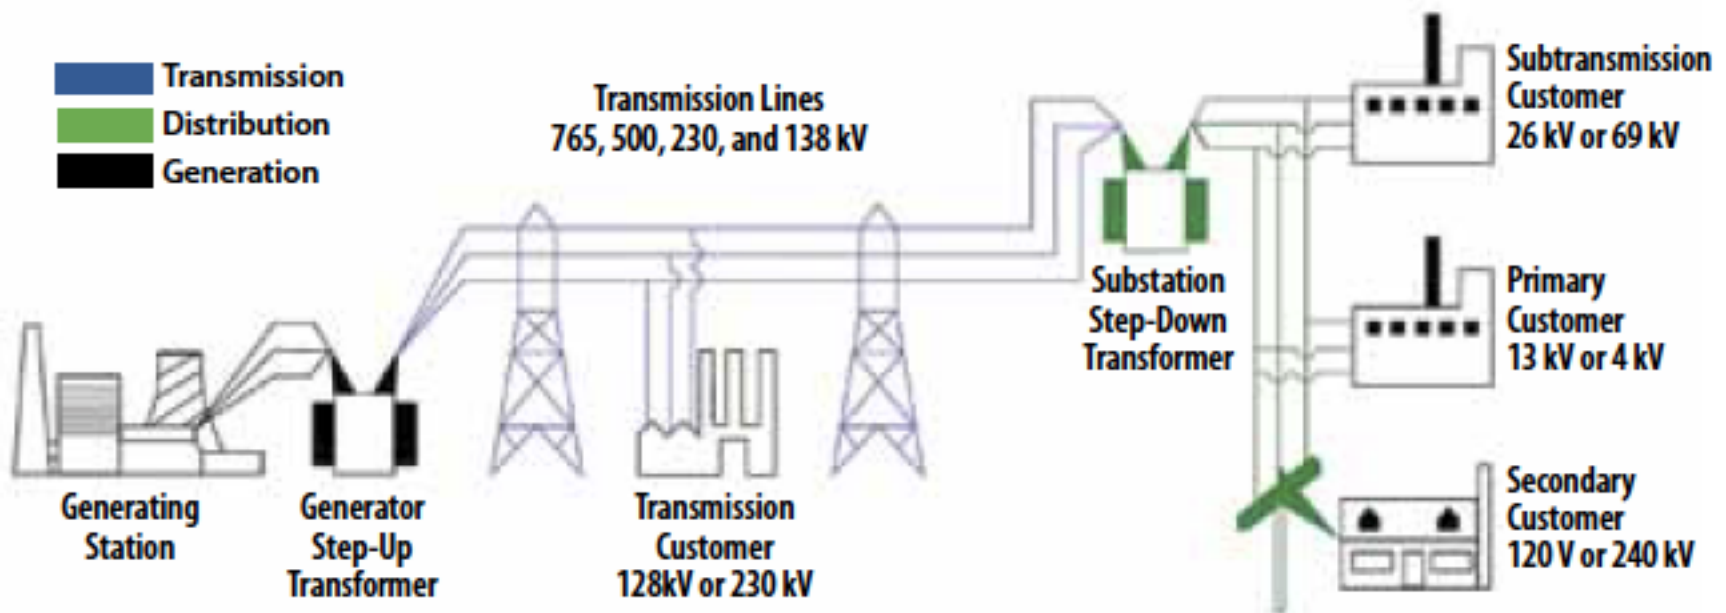 Transmission
Distribution
Generation
Transmission Lines
765, 500, 230, and 138 kV
Subtransmission
Customer
26 kV or 69 kV
Substation
Step-Down
Transformer
Primary
Customer
13 kV or 4 kV
Generating
Station
Generator
Step-Up
Transformer
Transmission
Customer
128kV or 230 kV
Secondary
Customer
120 V or 240 kV